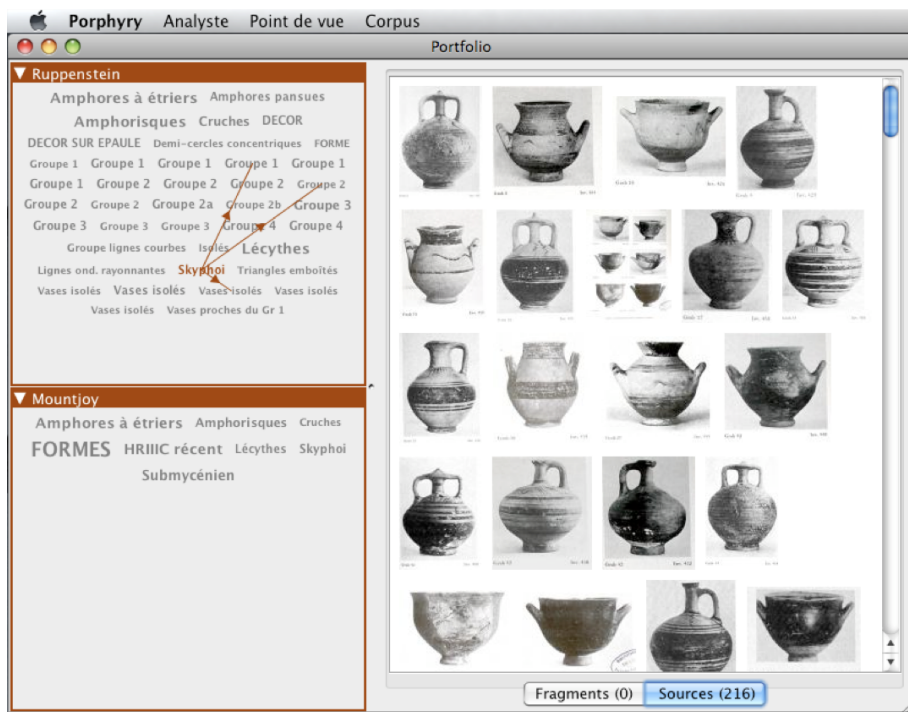 Porphyry Analyste Point de vue Corpus
Portfolio
▼ Ruppenstein
Amphores à étriers Amphores pansues
Amphorisques Cruches DECOR
DECOR SUR EPAULE Demi-cercles concentriques FORME
Groupe 1 Groupe 1 Groupe 1 Groupe 1 Groupe 1
Groupe 1 Groupe 2 Groupe 2 Groupe 2 Groupe 2
Groupe 2 Groupe 2 Groupe 2a Groupe 2b Groupe 3
Groupe 3 Groupe 3 Groupe 3 Groupe 4 Groupe 4
Groupe lignes courbes Isolés Lécythes
Lignes ond. rayonnantes Skyphoi Triangles emboîtés
Vases isolés Vases isolés Vases isolés Vases isolés
Vases isolés Vases proches du Gr 1
▼ Mountjoy
Amphores à étriers Amphorisques Cruches
FORMES HRIIIC récent Lécythes Skyphoi
Submycénien
Fragments (0) Sources (216)